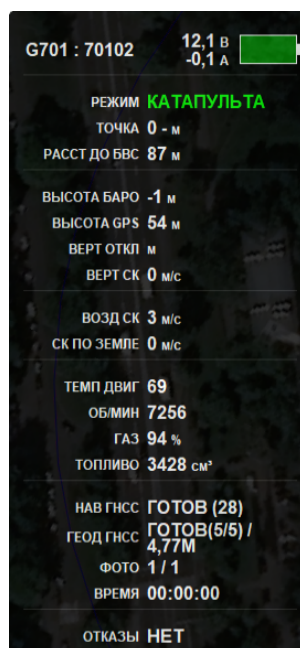 G701 : 70102 12,1 В
-0,1 А
РЕЖИМ КАТАПУЛЬТА
ТОЧКА 0 - м
РАССТ ДО БВС 87 м
ВЫСОТА БАРО -1 м
ВЫСОТА GPS 54 м
ВЕРТ ОТКЛ м
ВЕРТ СК 0 м/с
ВОЗД СК 3 м/с
СК ПО ЗЕМЛЕ 0 м/с
ТЕМП ДВИГ 69
ОБ/МИН 7256
ГАЗ 94 %
ТОПЛИВО 3428 см³
НАВ ГНСС ГОТОВ (28)
ГЕОД ГНСС ГОТОВ(5/5) /
4,77М
ФОТО 1 / 1
ВРЕМЯ 00:00:00
ОТКАЗЫ НЕТ